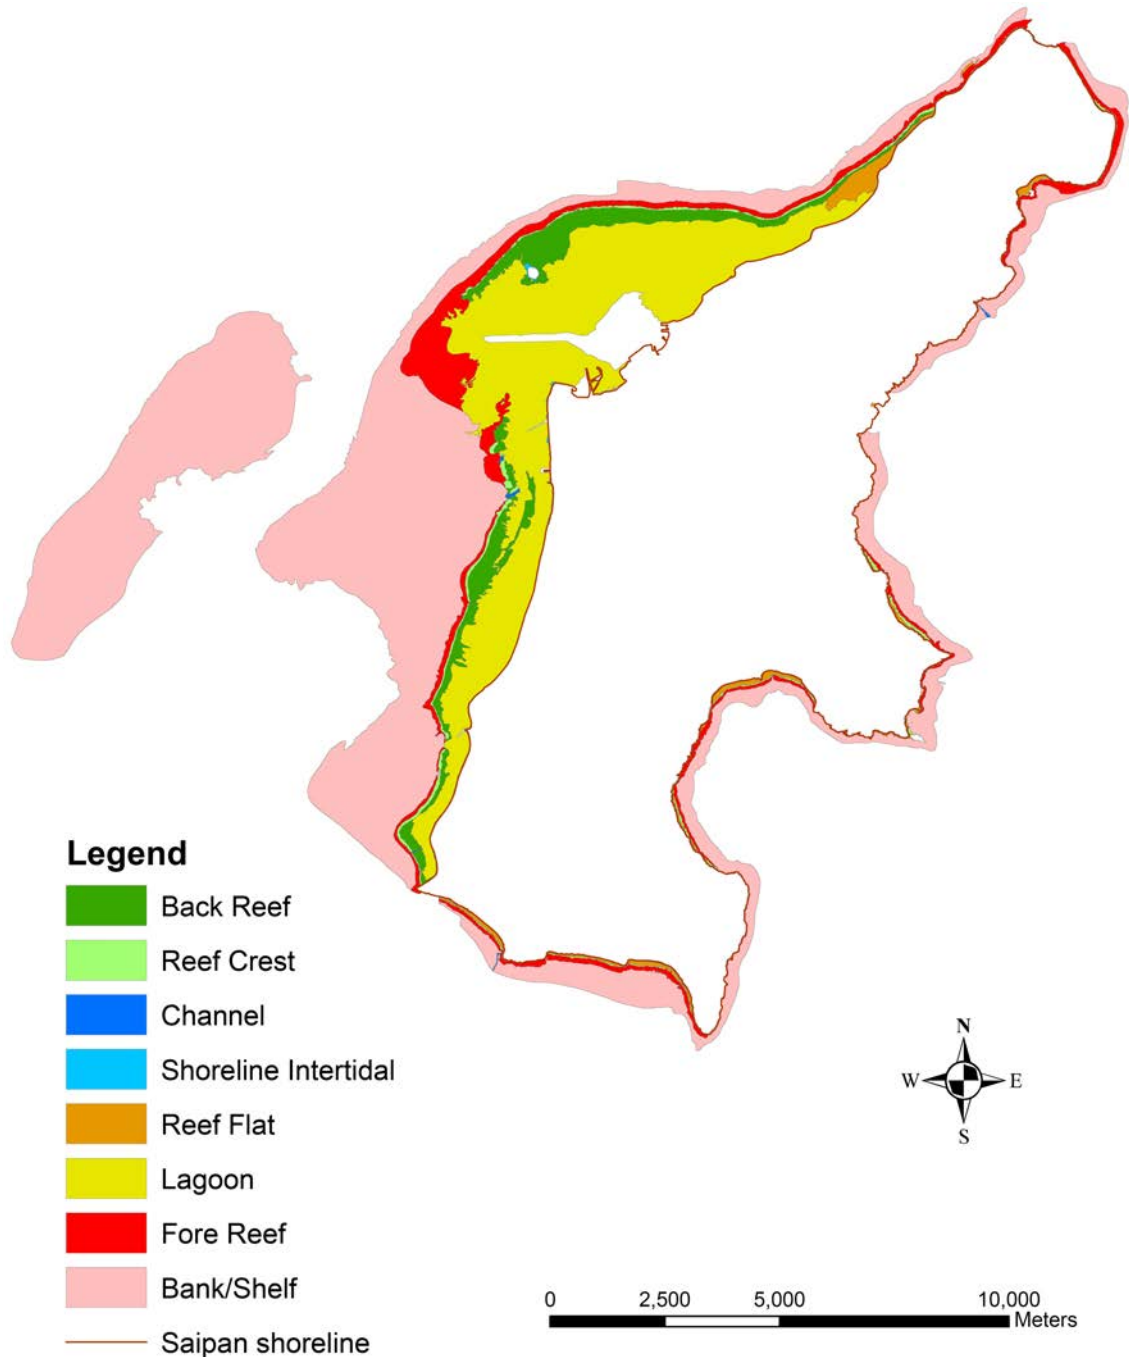 Legend
Back Reef
Reef Crest
Channel
Shoreline Intertidal
Reef Flat
Lagoon
Fore Reef
Bank/Shelf
Saipan shoreline
N
W E
S
0 2,500 5,000 10,000
Meters